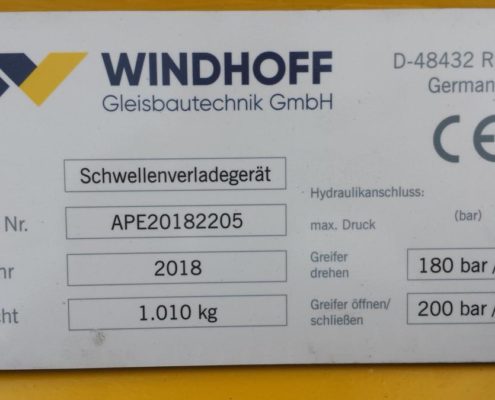 WINDHOFF
Gleisbautechnik GmbH
D-48432 R
German
CE
Schwellenverladegerät
Nr. APE20182205
hr 2018
cht 1.010 kg
Hydraulikanschluss:
max. Druck (bar)
Greifer drehen 180 bar /
Greifer öffnen/ schließen 200 bar /